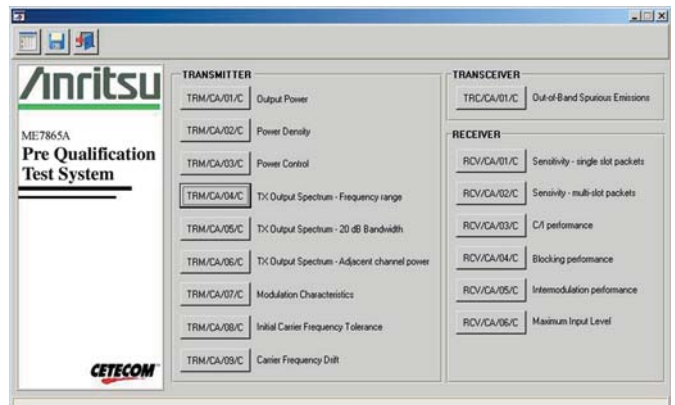 Anritsu
ME7865A
Pre Qualification
Test System
CETECOM
TRANSMITTER
TRM/CA/01/C Output Power
TRM/CA/02/C Power Density
TRM/CA/03/C Power Control
TRM/CA/04/C TX Output Spectrum - Frequency range
TRM/CA/05/C TX Output Spectrum - 20 dB Bandwidth
TRM/CA/06/C TX Output Spectrum - Adjacent channel power
TRM/CA/07/C Modulation Characteristics
TRM/CA/08/C Initial Carrier Frequency Tolerance
TRM/CA/09/C Carrier Frequency Drift
TRANSCEIVER
TRC/CA/01/C Out-of-Band Spurious Emissions
RECEIVER
RCV/CA/01/C Sensitivity - single slot packets
RCV/CA/02/C Sensivity - multi-slot packets
RCV/CA/03/C C/I performance
RCV/CA/04/C Blocking performance
RCV/CA/05/C Intermodulation performance
RCV/CA/06/C Maximum Input Level